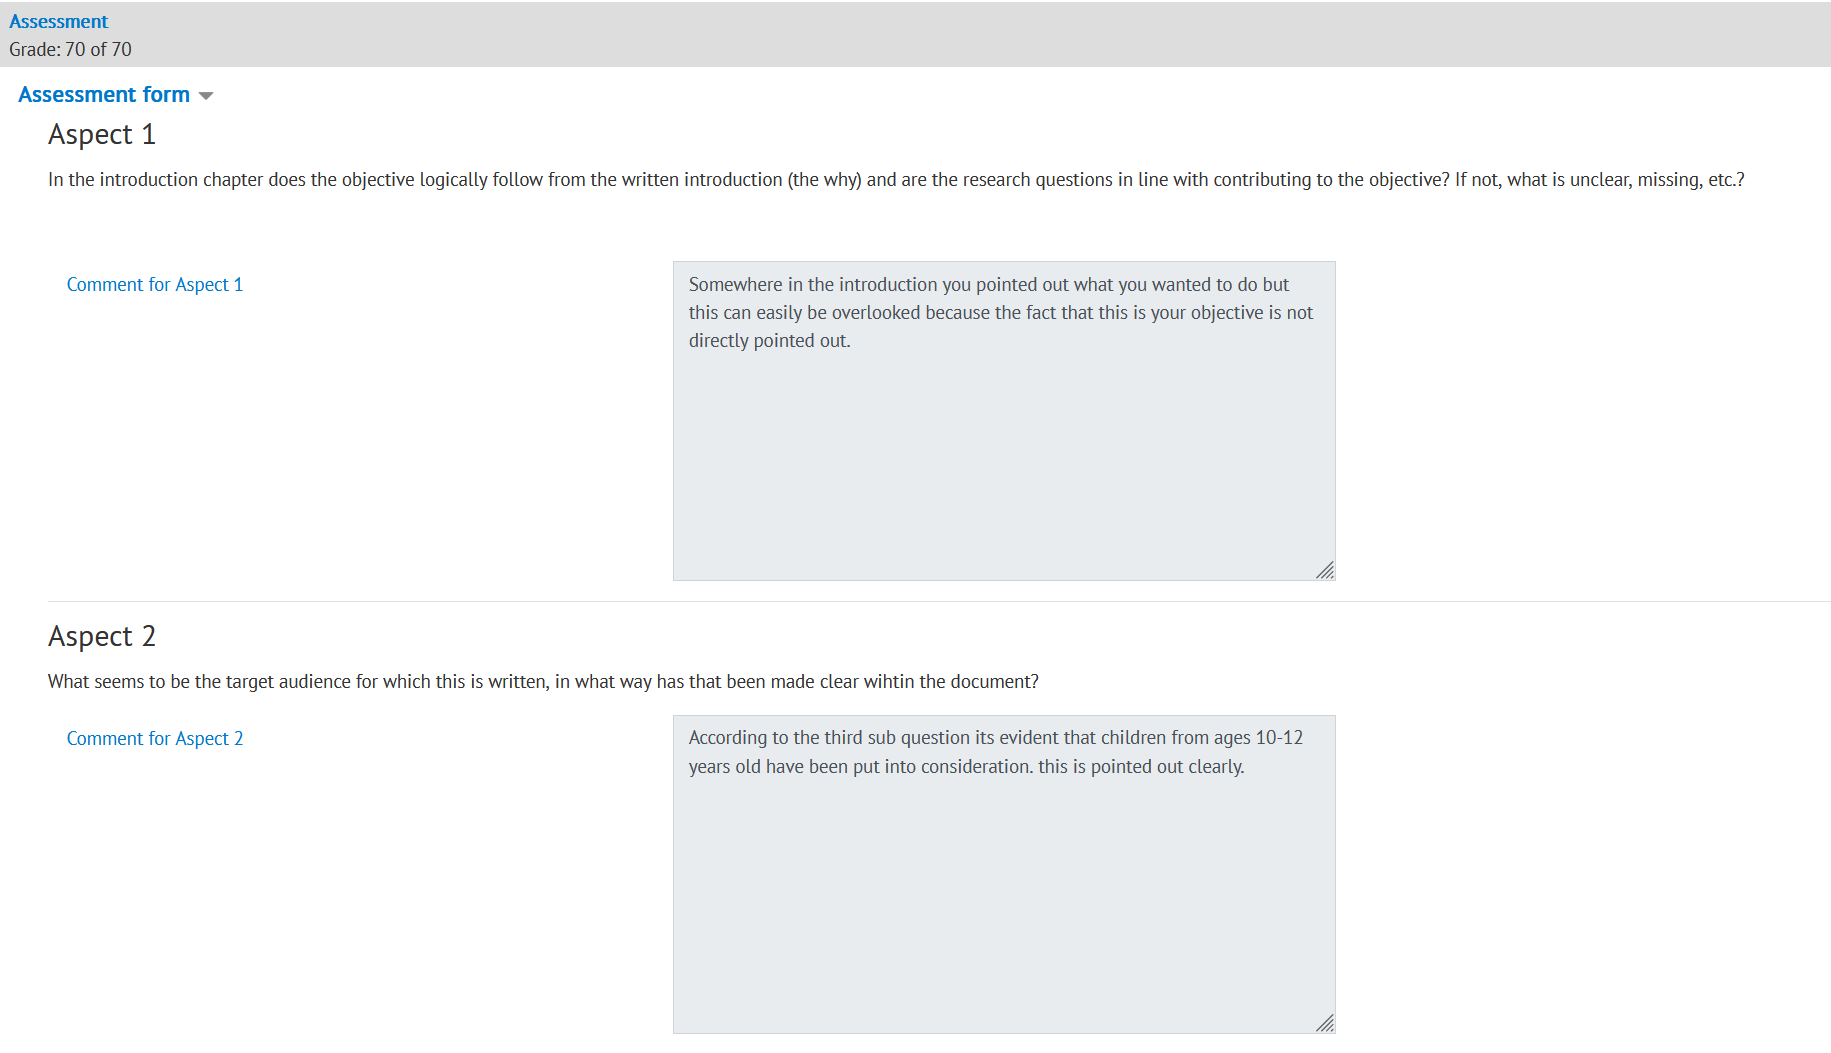 Assessment
Grade: 70 of 70
Assessment form
Aspect 1
In the introduction chapter does the objective logically follow from the written introduction (the why) and are the research questions in line with contributing to the objective? If not, what is unclear, missing, etc.?
Comment for Aspect 1
Somewhere in the introduction you pointed out what you wanted to do but
this can easily be overlooked because the fact that this is your objective is not
directly pointed out.
Aspect 2
What seems to be the target audience for which this is written, in what way has that been made clear wihtin the document?
Comment for Aspect 2
According to the third sub question its evident that children from ages 10-12
years old have been put into consideration. this is pointed out clearly.